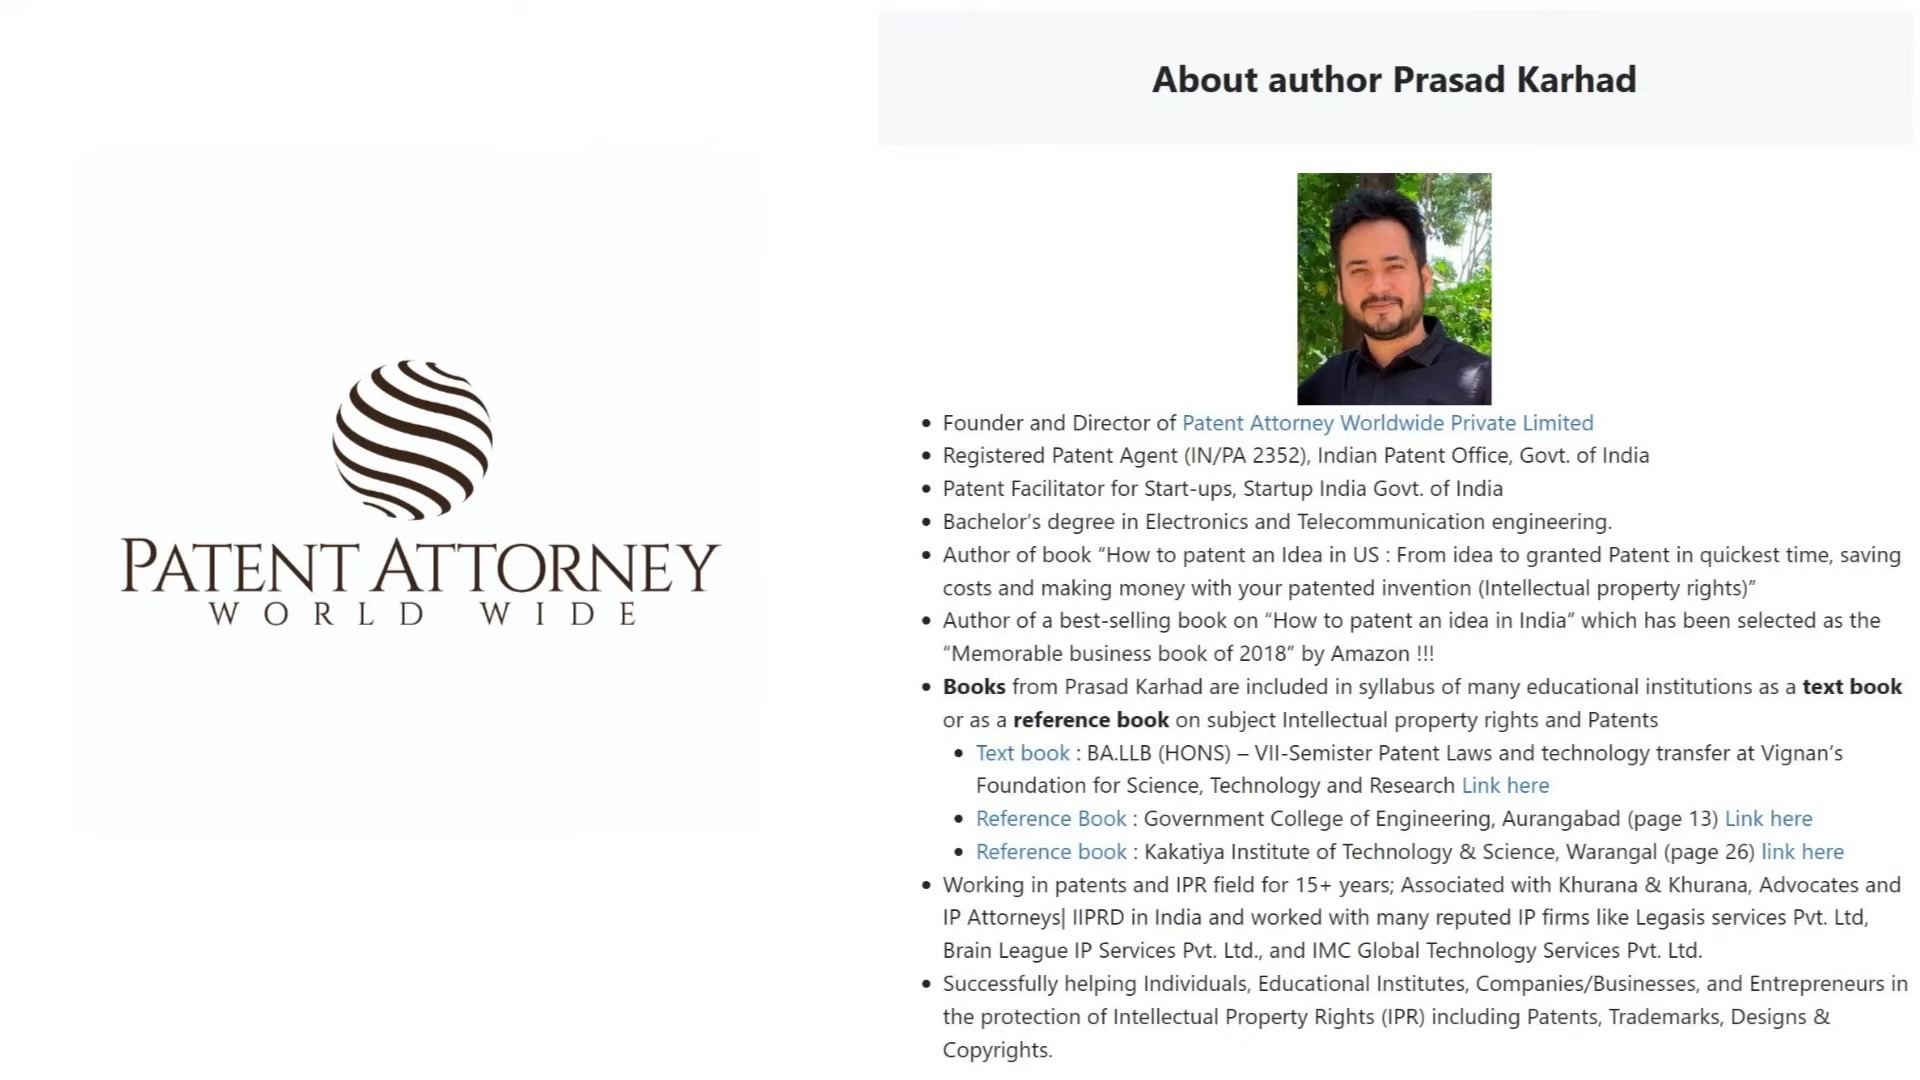 PATENT ATTORNEY
WORLD WIDE
About author Prasad Karhad
Founder and Director of Patent Attorney Worldwide Private Limited
Registered Patent Agent (IN/PA 2352), Indian Patent Office, Govt. of India
Patent Facilitator for Start-ups, Startup India Govt. of India
Bachelor’s degree in Electronics and Telecommunication engineering.
Author of book “How to patent an Idea in US : From idea to granted Patent in quickest time, saving
costs and making money with your patented invention (Intellectual property rights)”
Author of a best-selling book on “How to patent an idea in India” which has been selected as the
“Memorable business book of 2018” by Amazon !!!
Books from Prasad Karhad are included in syllabus of many educational institutions as a text book
or as a reference book on subject Intellectual property rights and Patents
Text book : BA.LLB (HONS) – VII-Semister Patent Laws and technology transfer at Vignan’s
Foundation for Science, Technology and Research Link here
Reference Book : Government College of Engineering, Aurangabad (page 13) Link here
Reference book : Kakatiya Institute of Technology & Science, Warangal (page 26) link here
Working in patents and IPR field for 15+ years; Associated with Khurana & Khurana, Advocates and
IP Attorneys| IIPRD in India and worked with many reputed IP firms like Legasis services Pvt. Ltd,
Brain League IP Services Pvt. Ltd., and IMC Global Technology Services Pvt. Ltd.
Successfully helping Individuals, Educational Institutes, Companies/Businesses, and Entrepreneurs in
the protection of Intellectual Property Rights (IPR) including Patents, Trademarks, Designs &
Copyrights.